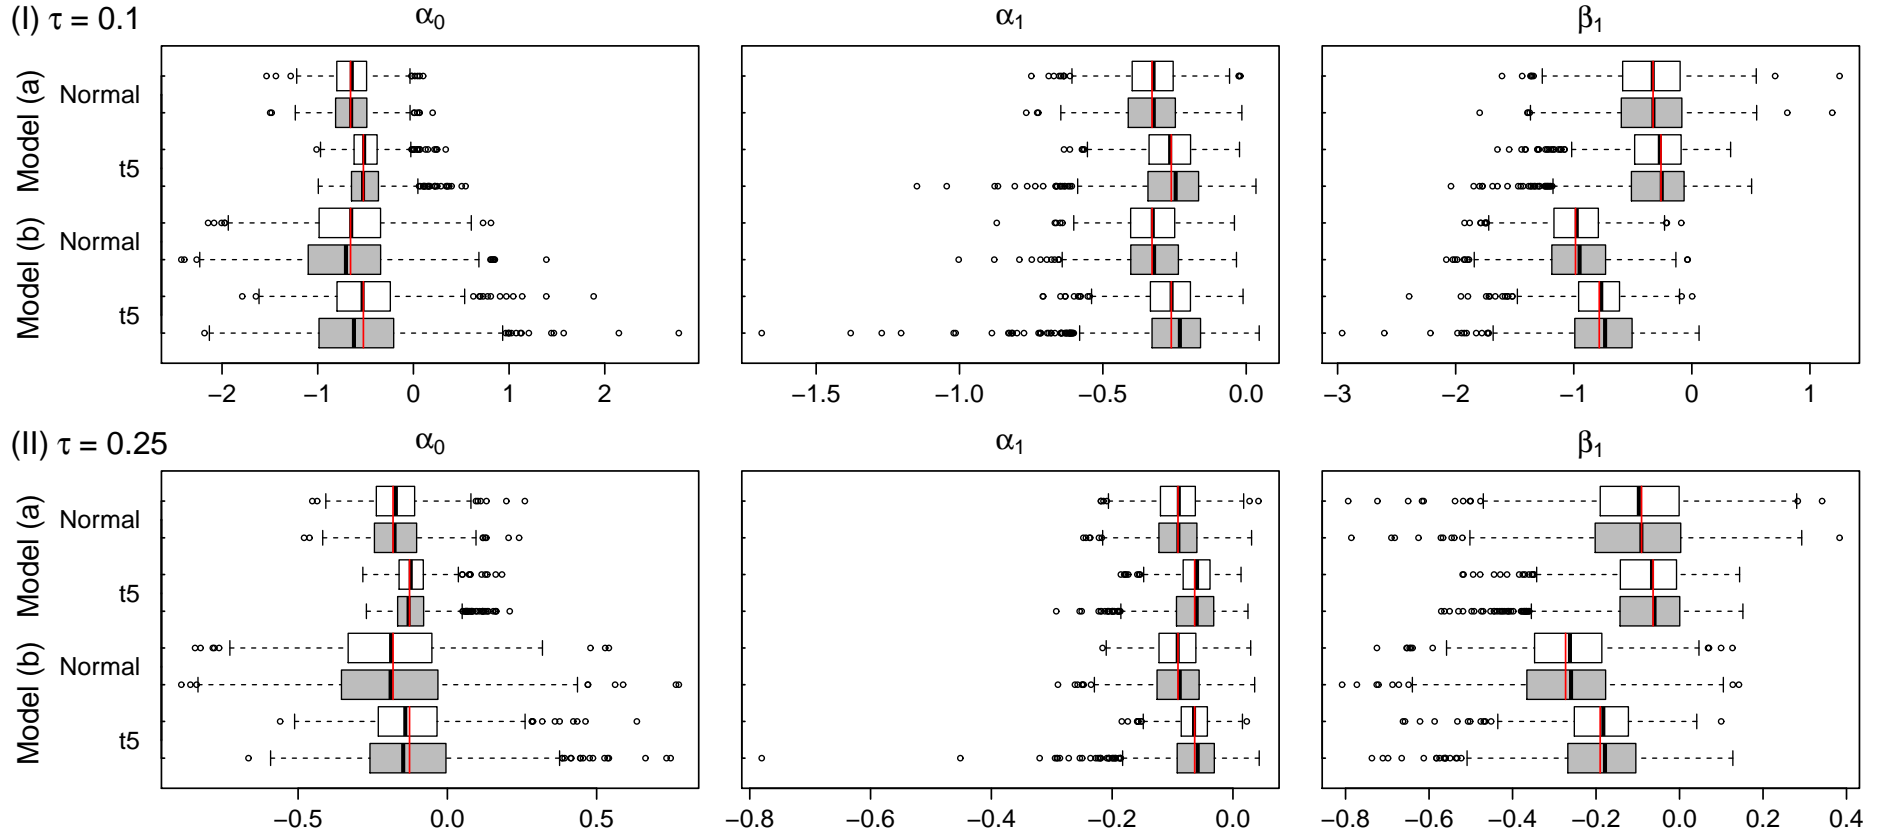 (I) τ = 0.1
α₀
α₁
β₁
Model (a)
Normal
t5
Model (b)
Normal
t5
−2 −1 0 1 2
−1.5 −1.0 −0.5 0.0
−3 −2 −1 0 1
(II) τ = 0.25
α₀
α₁
β₁
Model (a)
Normal
t5
Model (b)
Normal
t5
−0.5 0.0 0.5
−0.8 −0.6 −0.4 −0.2 0.0
−0.8 −0.6 −0.4 −0.2 0.0 0.2 0.4